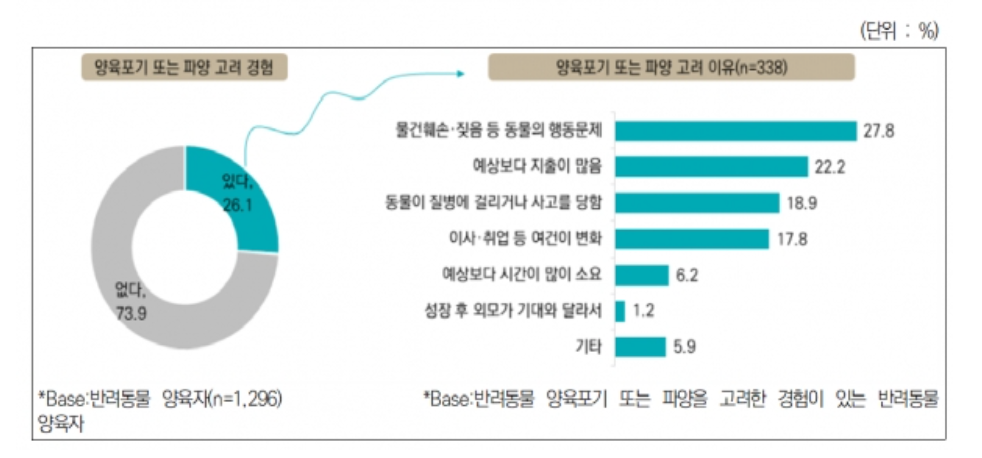 (단위 : %)
양육포기 또는 파양 고려 경험
양육포기 또는 파양 고려 이유(n=338)
있다,
26.1
없다,
73.9
물건훼손·짖음 등 동물의 행동문제 27.8
예상보다 지출이 많음 22.2
동물이 질병에 걸리거나 사고를 당함 18.9
이사·취업 등 여건이 변화 17.8
예상보다 시간이 많이 소요 6.2
성장 후 외모가 기대와 달라서 1.2
기타 5.9
*Base:반려동물 양육자(n=1,296)
*Base:반려동물 양육포기 또는 파양을 고려한 경험이 있는 반려동물
양육자